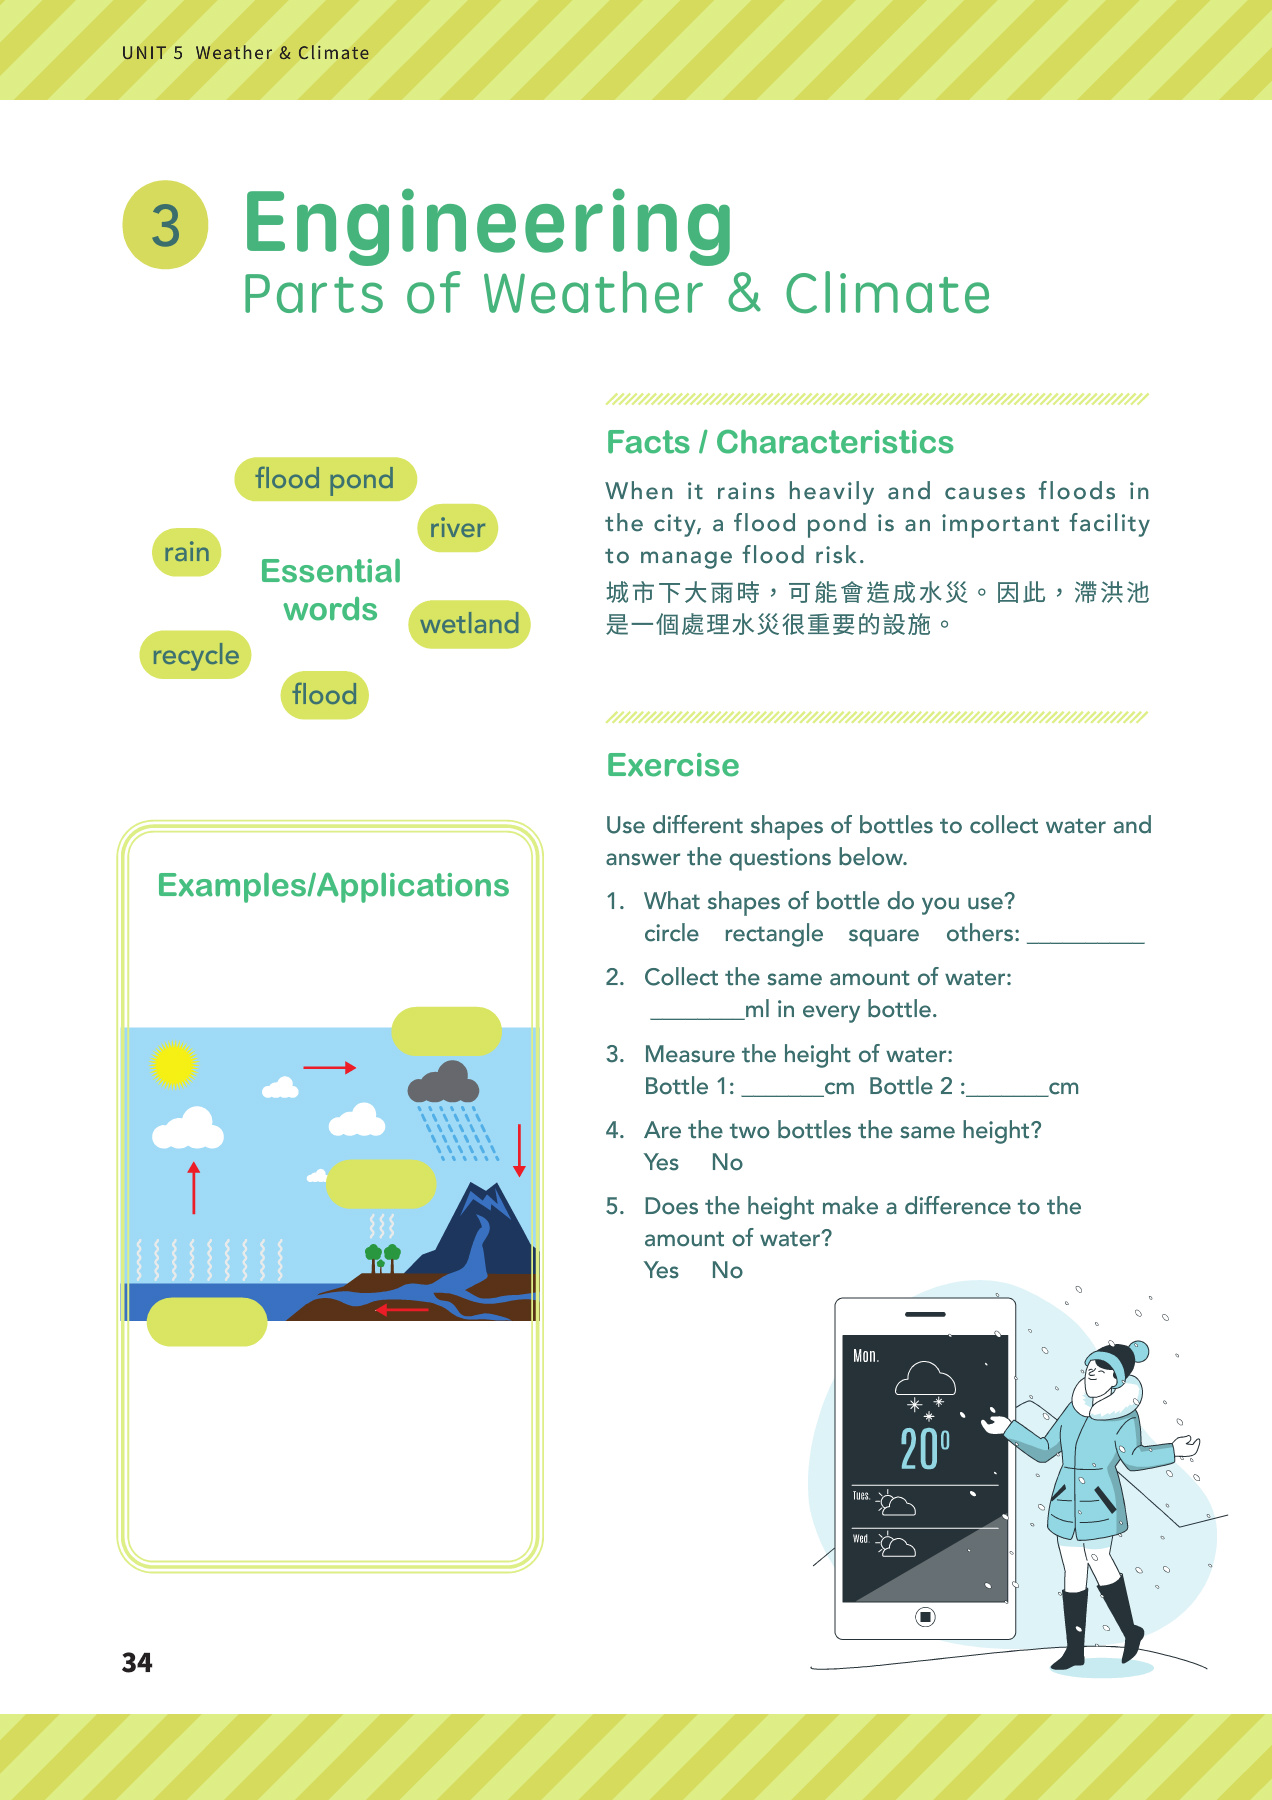 UNIT 5 Weather & Climate
3
Engineering
Parts of Weather & Climate
flood pond
river
rain
Essential
words
wetland
recycle
flood
Facts / Characteristics
When it rains heavily and causes floods in
the city, a flood pond is an important facility
to manage flood risk.
城市下大雨時，可能會造成水災。因此，滯洪池
是一個處理水災很重要的設施。
Exercise
Use different shapes of bottles to collect water and
answer the questions below.
1. What shapes of bottle do you use?
circle rectangle square others: __________
2. Collect the same amount of water:
________ml in every bottle.
3. Measure the height of water:
Bottle 1: _______cm Bottle 2 :_______cm
4. Are the two bottles the same height?
Yes No
5. Does the height make a difference to the
amount of water?
Yes No
Examples/Applications
Mon.
20⁰
Tues.
Wed.
34